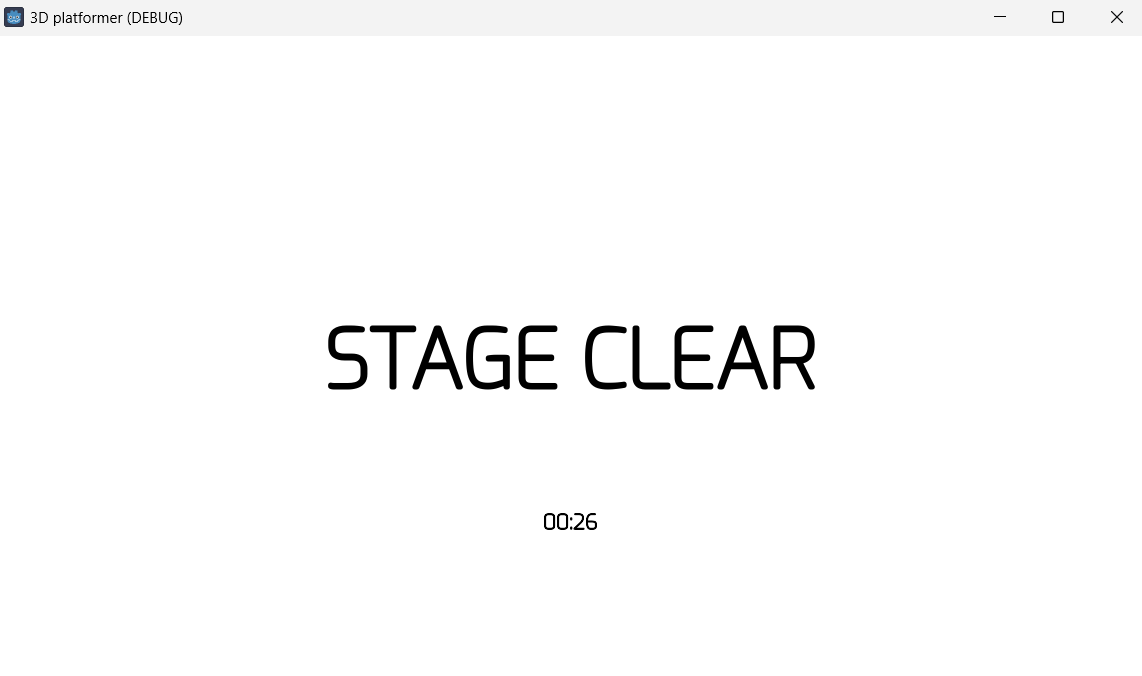 3D platformer (DEBUG)
STAGE CLEAR
00:26